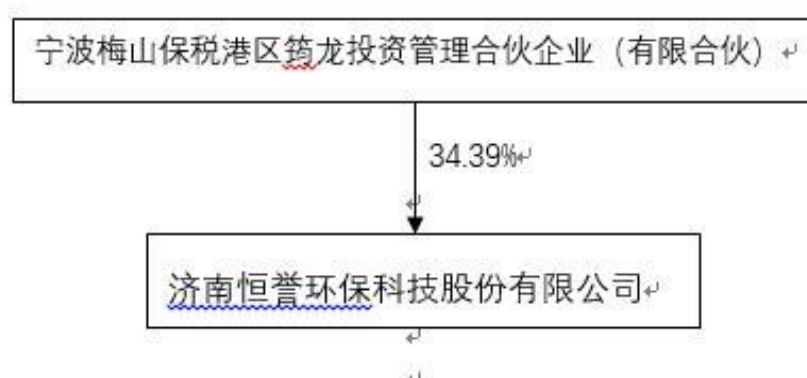 宁波梅山保税港区筠龙投资管理合伙企业（有限合伙）
34.39%
济南恒誉环保科技股份有限公司